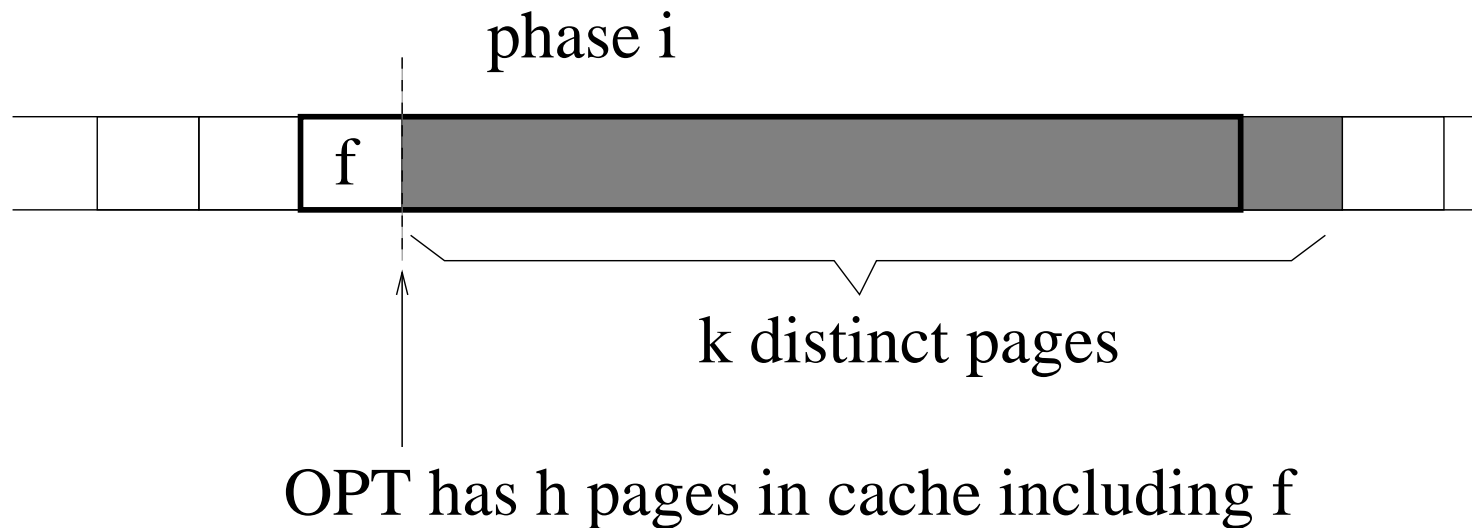 phase i
f
k distinct pages
OPT has h pages in cache including f